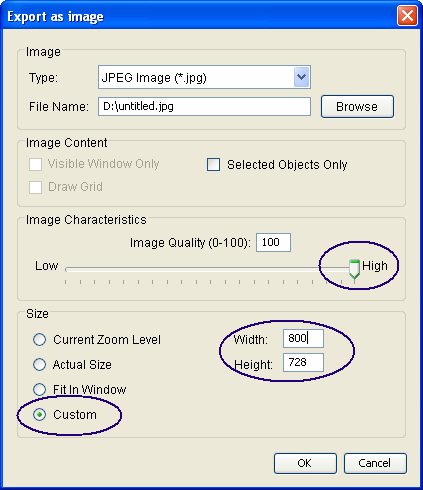 Export as image
Image
Type: JPEG Image (*.jpg)
File Name: D:\untitled.jpg Browse
Image Content
Visible Window Only Selected Objects Only
Draw Grid
Image Characteristics
Image Quality (0-100): 100
Low High
Size
Current Zoom Level Width: 800
Actual Size Height: 728
Fit In Window
Custom
OK Cancel